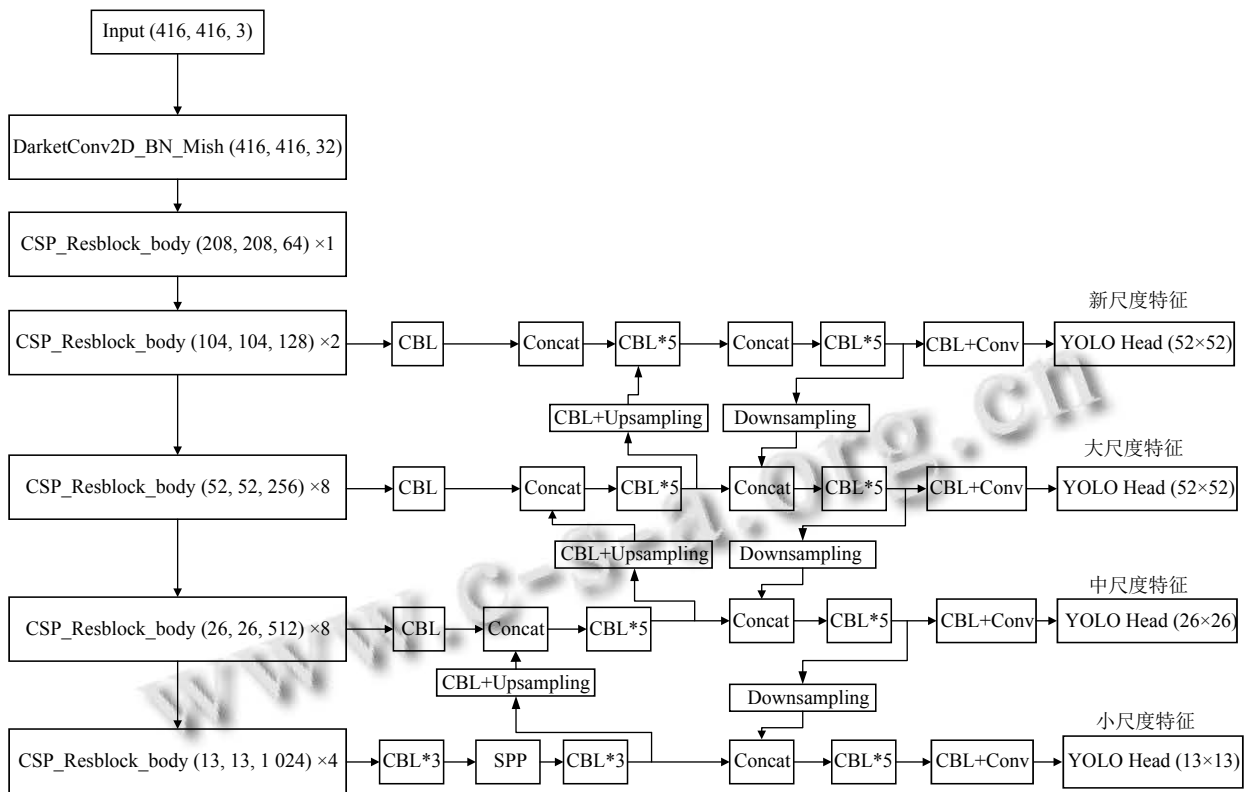 Input (416, 416, 3)
DarketConv2D_BN_Mish (416, 416, 32)
CSP_Resblock_body (208, 208, 64) ×1
新尺度特征
CSP_Resblock_body (104, 104, 128) ×2
CBL
Concat
CBL*5
Concat
CBL*5
CBL+Conv
YOLO Head (52×52)
CBL+Upsampling
Downsampling
大尺度特征
CSP_Resblock_body (52, 52, 256) ×8
CBL
Concat
CBL*5
Concat
CBL*5
CBL+Conv
YOLO Head (52×52)
CBL+Upsampling
Downsampling
中尺度特征
CSP_Resblock_body (26, 26, 512) ×8
CBL
Concat
CBL*5
Concat
CBL*5
CBL+Conv
YOLO Head (26×26)
CBL+Upsampling
Downsampling
小尺度特征
CSP_Resblock_body (13, 13, 1 024) ×4
CBL*3
SPP
CBL*3
Concat
CBL*5
CBL+Conv
YOLO Head (13×13)
www.c-s-a.org.cn